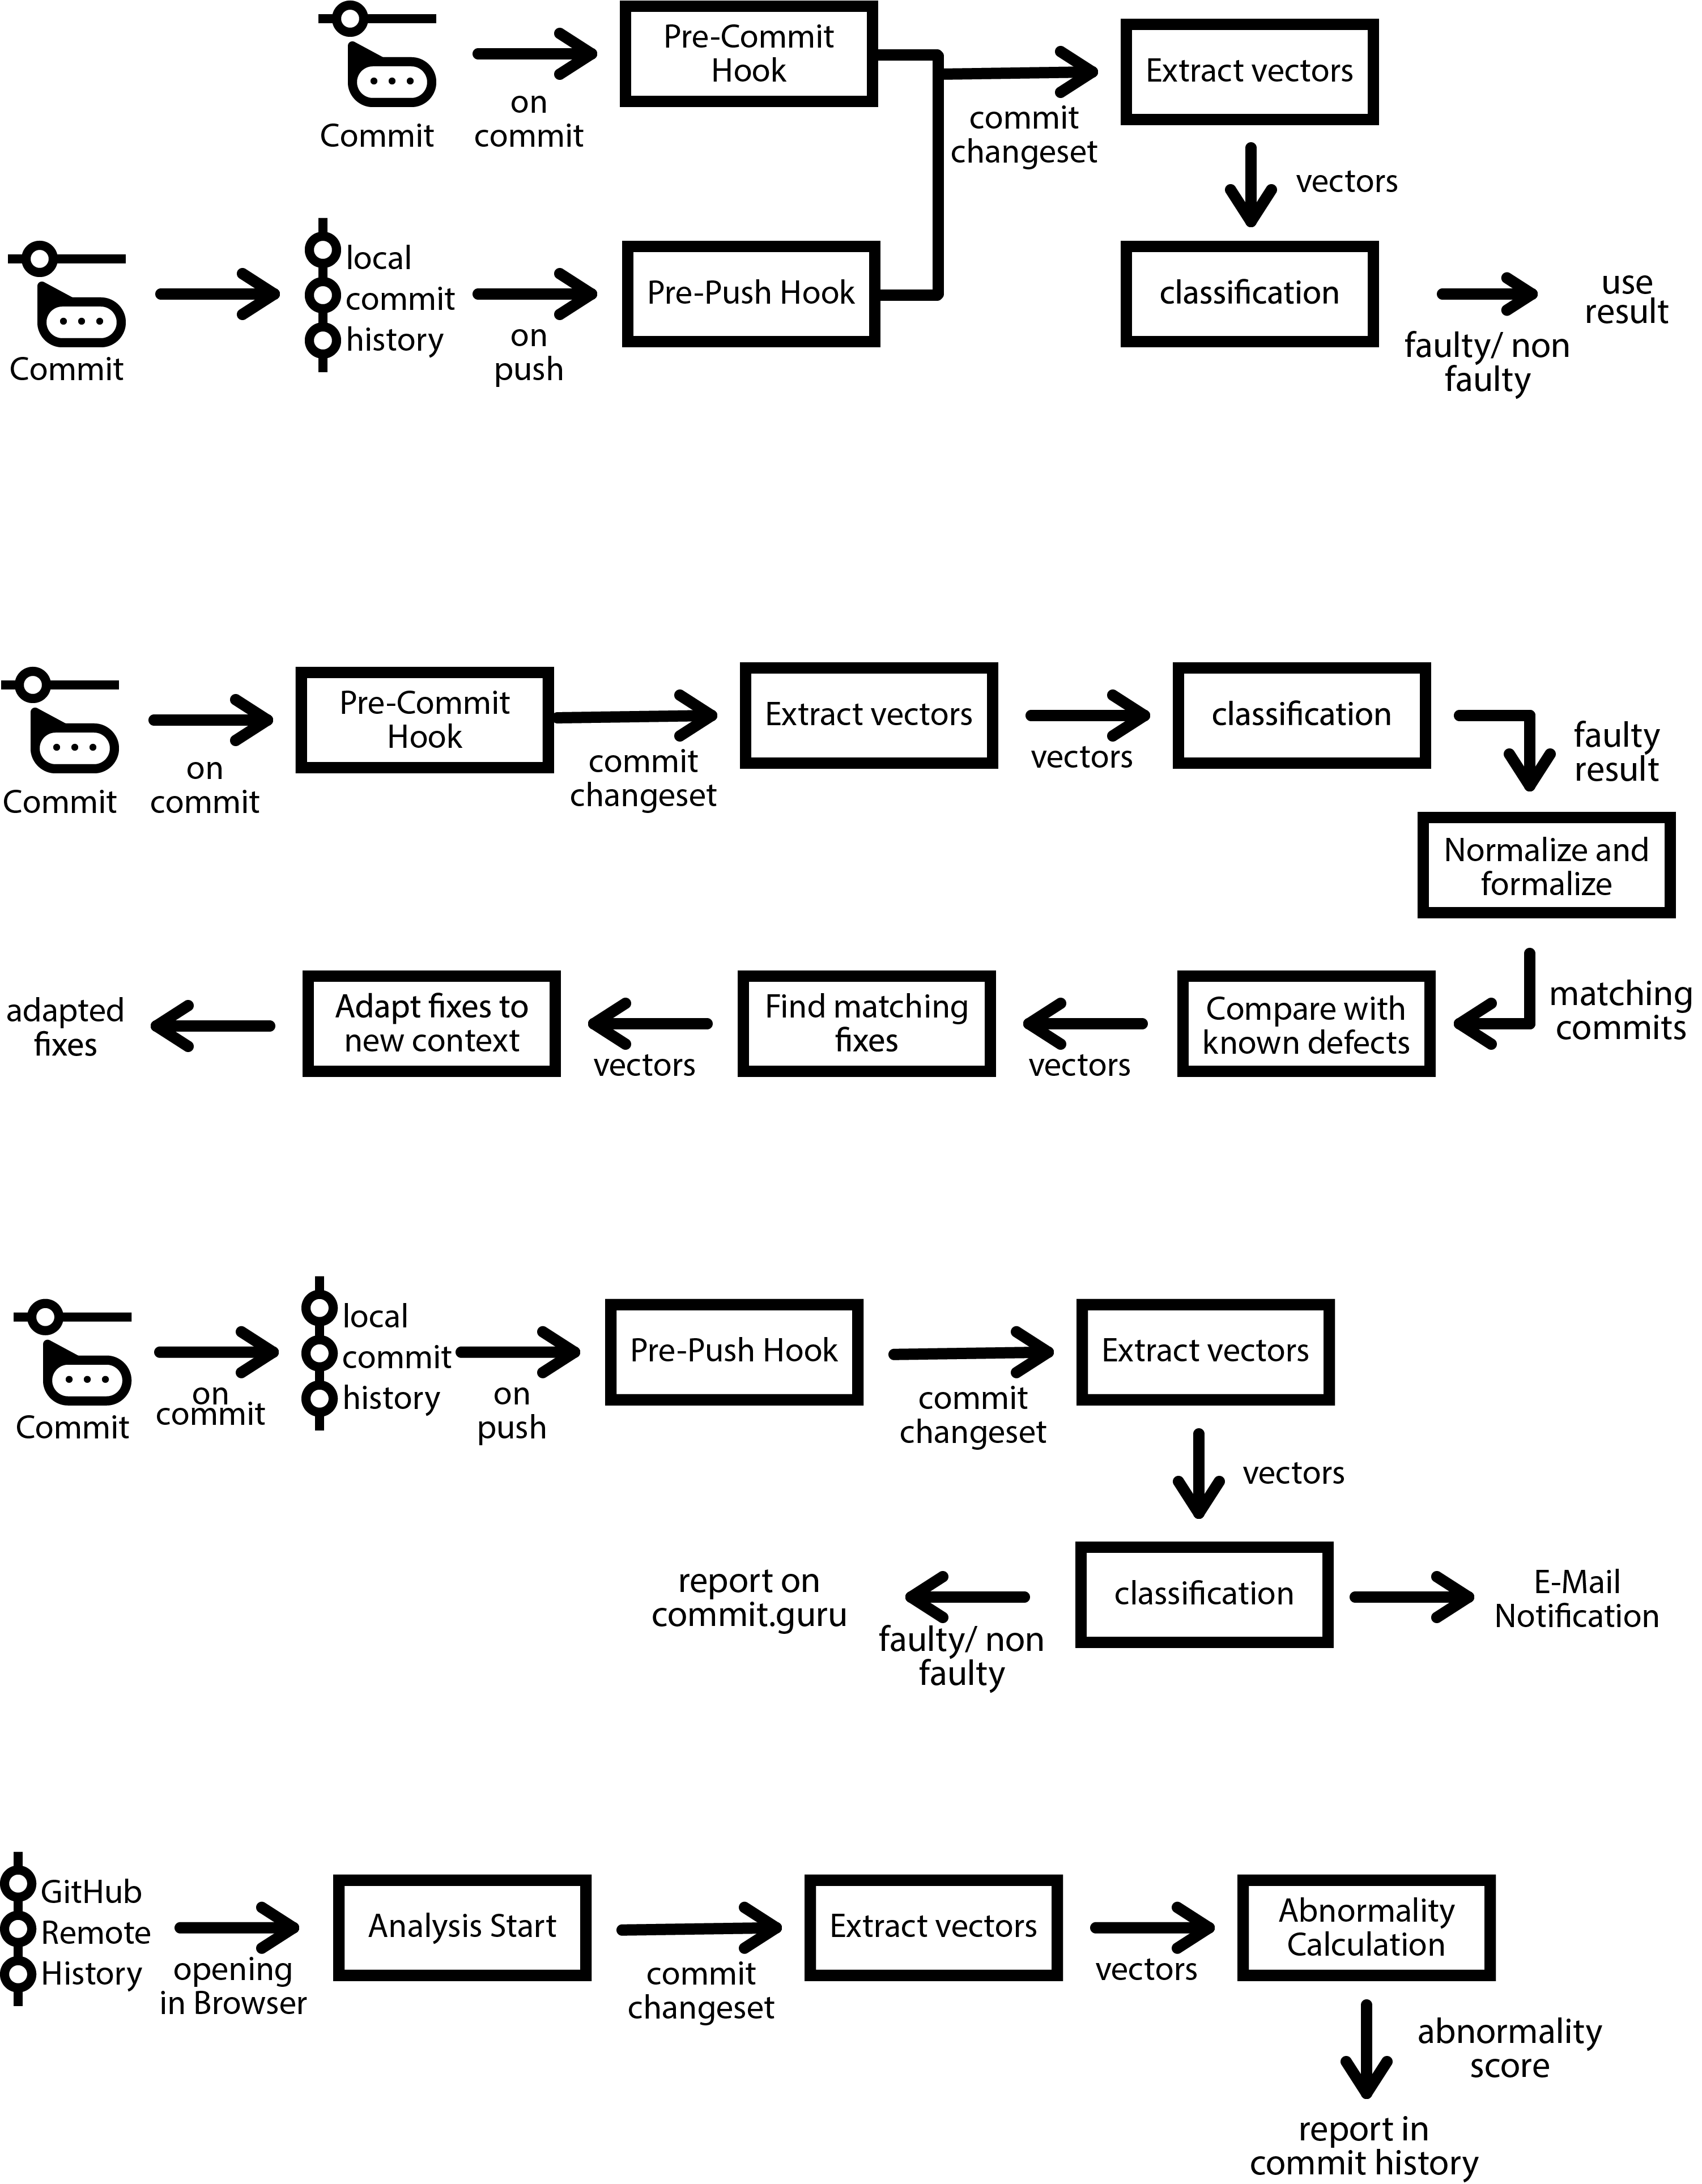 Commit
on
commit
Pre-Commit
Hook
commit
changeset
Extract vectors
vectors
Commit
local
commit
history
on
push
Pre-Push Hook
classification
faulty/ non
faulty
use
result
Commit
on
commit
Pre-Commit
Hook
commit
changeset
Extract vectors
vectors
classification
faulty
result
Normalize and
formalize
matching
commits
Compare with
known defects
vectors
Find matching
fixes
vectors
Adapt fixes to
new context
adapted
fixes
Commit
on
commit
local
commit
history
on
push
Pre-Push Hook
commit
changeset
Extract vectors
vectors
classification
faulty/ non
faulty
report on
commit.guru
E-Mail
Notification
GitHub
Remote
History
opening
in Browser
Analysis Start
commit
changeset
Extract vectors
vectors
Abnormality
Calculation
abnormality
score
report in
commit history